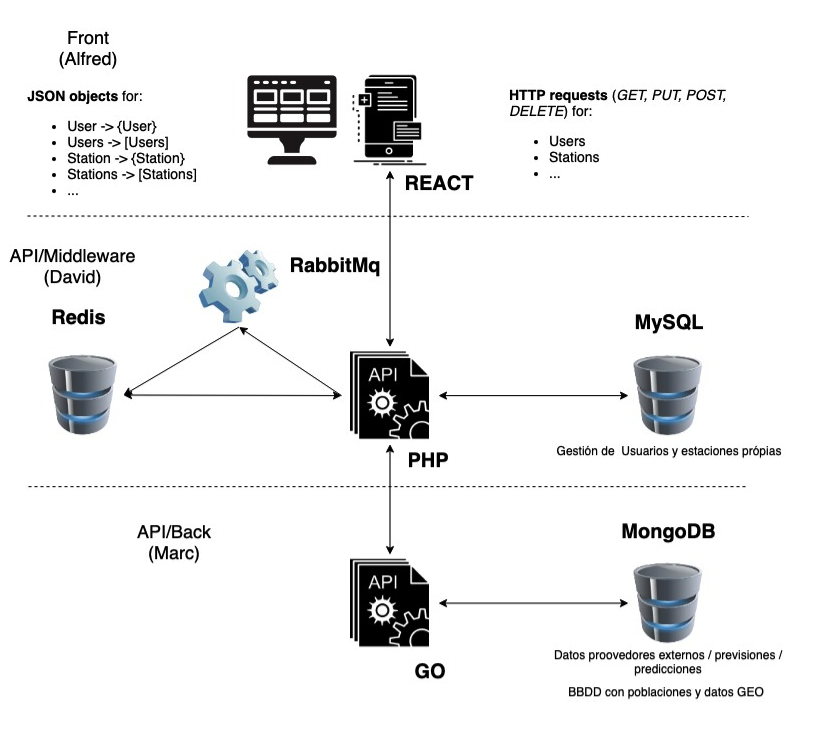 Front
(Alfred)
JSON objects for:
User -> {User}
Users -> [Users]
Station -> {Station}
Stations -> [Stations]
...
HTTP requests (GET, PUT, POST,
DELETE) for:
Users
Stations
...
REACT
API/Middleware
(David)
RabbitMq
Redis
MySQL
API
PHP
Gestión de Usuarios y estaciones própias
API/Back
(Marc)
MongoDB
API
GO
Datos proovedores externos / previsiones /
predicciones
BBDD con poblaciones y datos GEO